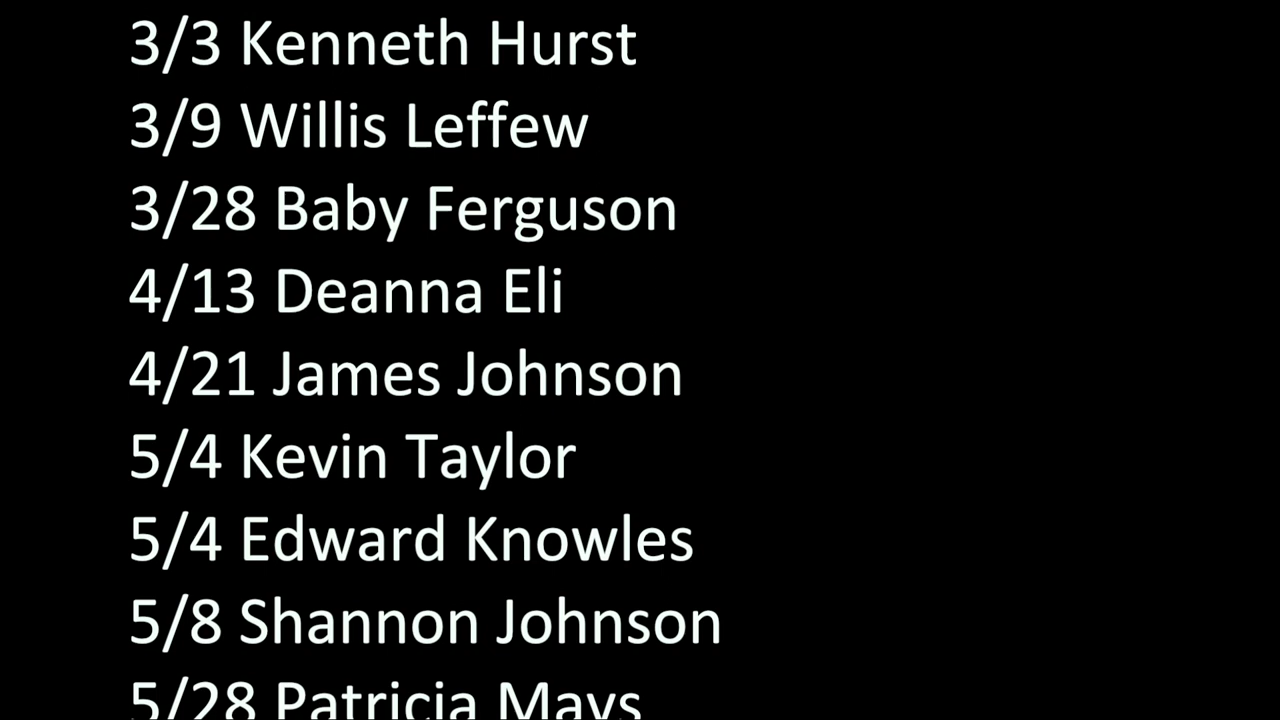 3/3 Kenneth Hurst
3/9 Willis Leffew
3/28 Baby Ferguson
4/13 Deanna Eli
4/21 James Johnson
5/4 Kevin Taylor
5/4 Edward Knowles
5/8 Shannon Johnson
5/28 Patricia Mays